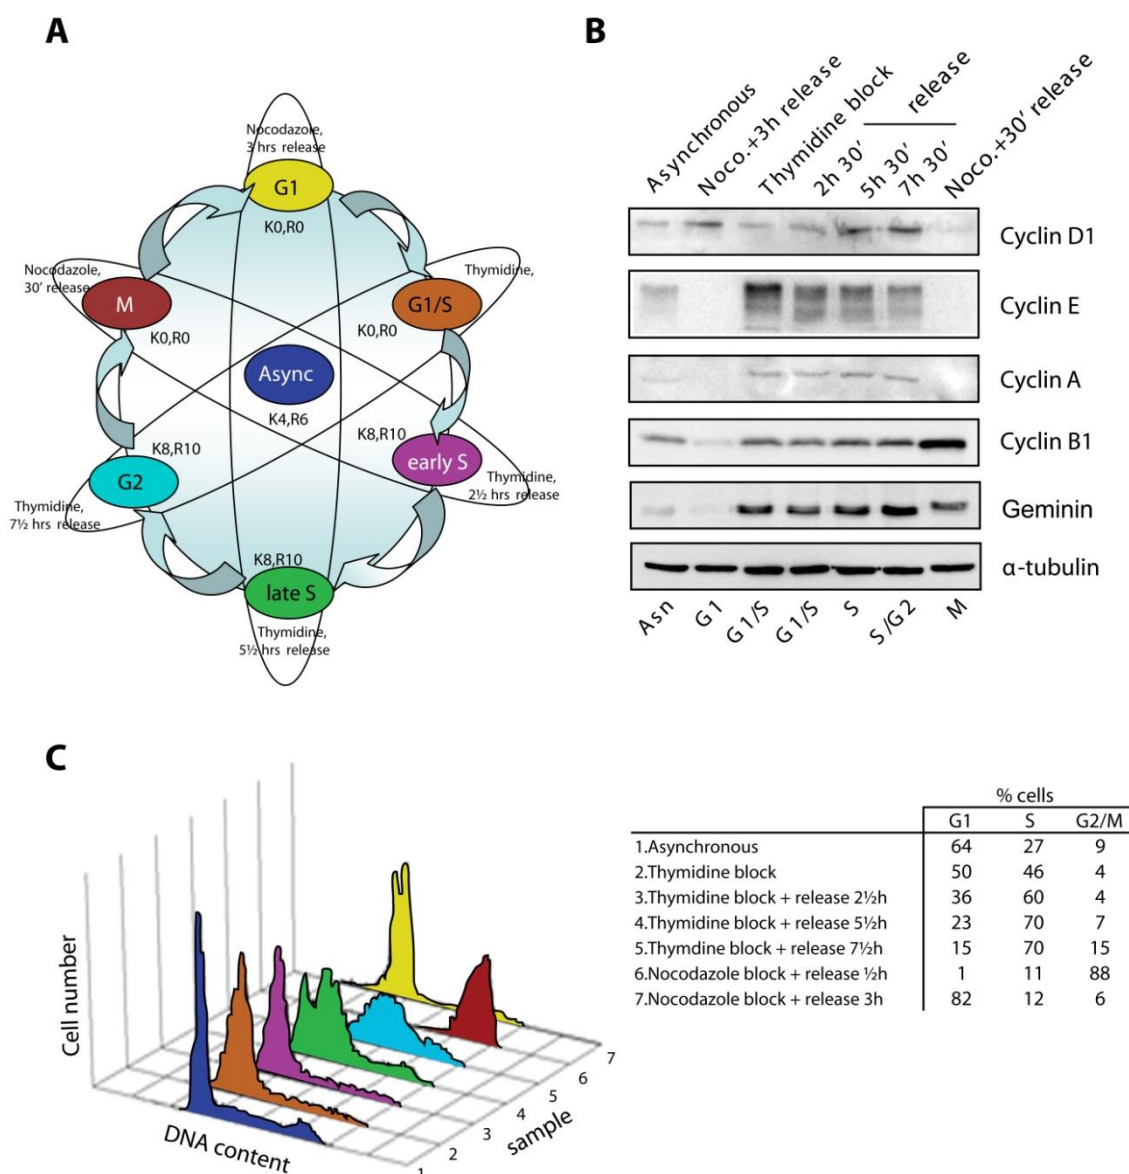 A
Nocodazole,
3 hrs release
G1
K0,R0
Nocodazole,
30' release
M
K0,R0
Thymidine,
G1/S
K0,R0
Async
K4,R6
K8,R10
early S
Thymidine,
2½ hrs release
K8,R10
G2
Thymidine,
7½ hrs release
K8,R10
late S
Thymidine,
5½ hrs release
B
Asynchronous
Noco.+3h release
Thymidine block
release
2h 30'
5h 30'
7h 30'
Noco.+30' release
Cyclin D1
Cyclin E
Cyclin A
Cyclin B1
Geminin
α-tubulin
Asn
G1
G1/S
G1/S
S
S/G2
M
C
Cell number
DNA content
sample
1
2
3
4
5
6
7
% cells
G1 S G2/M
1.Asynchronous 64 27 9
2.Thymidine block 50 46 4
3.Thymidine block + release 2½h 36 60 4
4.Thymidine block + release 5½h 23 70 7
5.Thymdine block + release 7½h 15 70 15
6.Nocodazole block + release ½h 1 11 88
7.Nocodazole block + release 3h 82 12 6